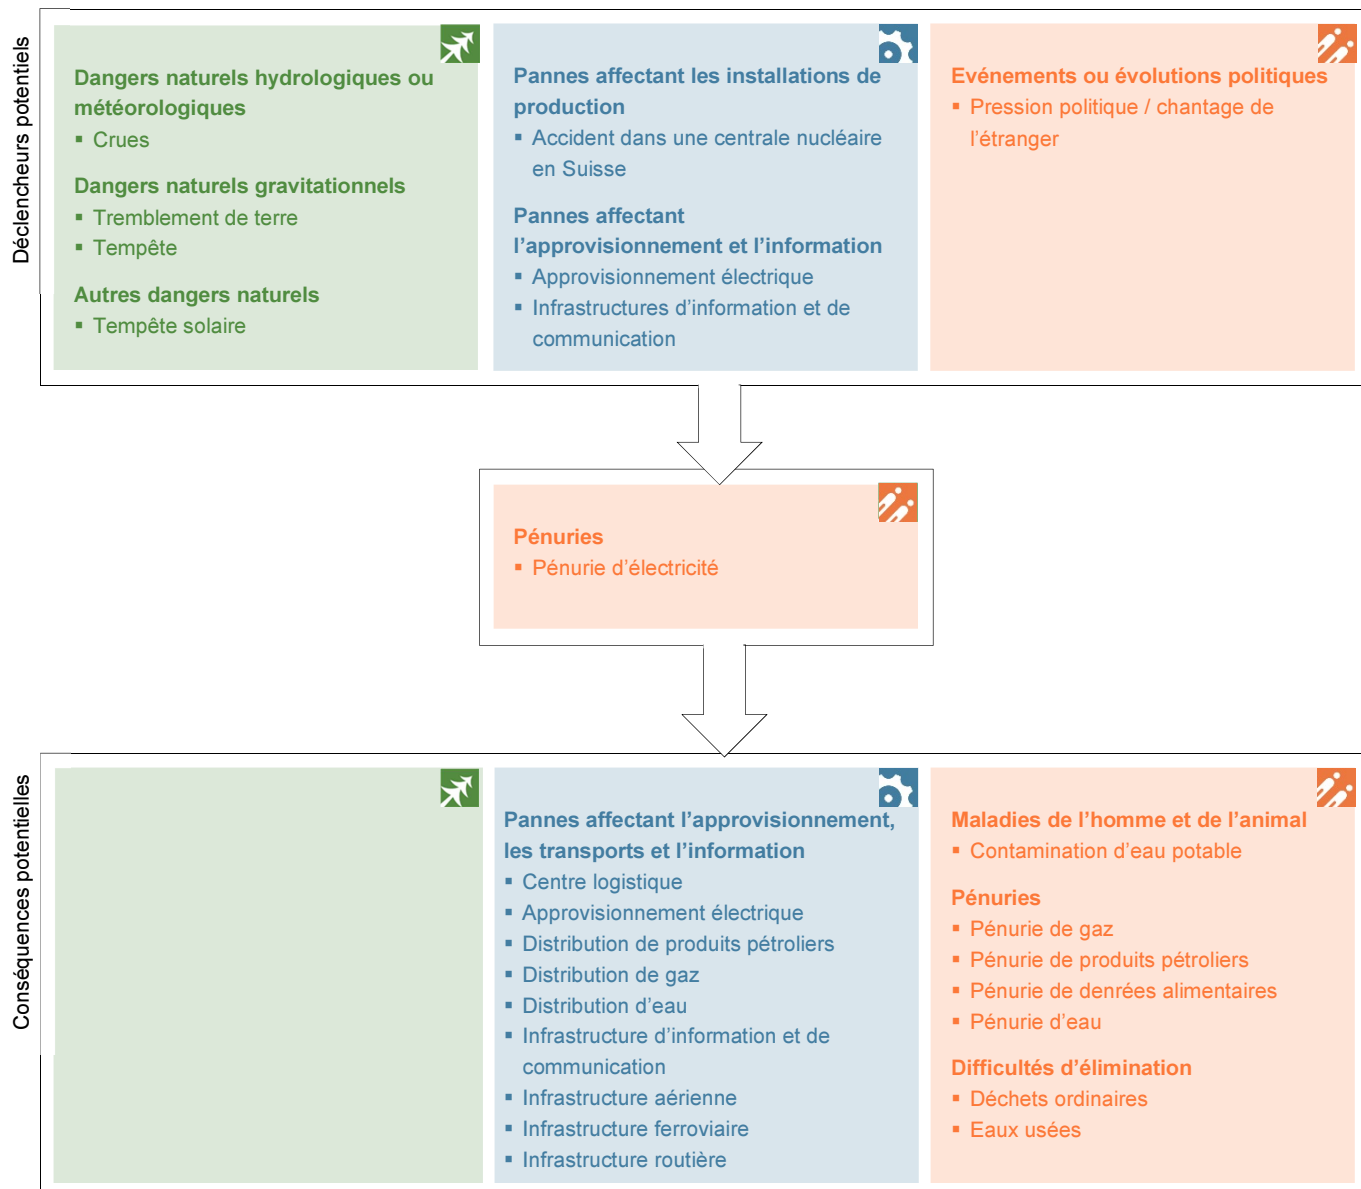 Déclencheurs potentiels
Dangers naturels hydrologiques ou
météorologiques
▪ Crues
Dangers naturels gravitationnels
▪ Tremblement de terre
▪ Tempête
Autres dangers naturels
▪ Tempête solaire
Pannes affectant les installations de
production
▪ Accident dans une centrale nucléaire
en Suisse
Pannes affectant
l’approvisionnement et l’information
▪ Approvisionnement électrique
▪ Infrastructures d’information et de
communication
Evénements ou évolutions politiques
▪ Pression politique / chantage de
l’étranger
Pénuries
▪ Pénurie d’électricité
Conséquences potentielles
Pannes affectant l’approvisionnement,
les transports et l’information
▪ Centre logistique
▪ Approvisionnement électrique
▪ Distribution de produits pétroliers
▪ Distribution de gaz
▪ Distribution d’eau
▪ Infrastructure d’information et de
communication
▪ Infrastructure aérienne
▪ Infrastructure ferroviaire
▪ Infrastructure routière
Maladies de l’homme et de l’animal
▪ Contamination d’eau potable
Pénuries
▪ Pénurie de gaz
▪ Pénurie de produits pétroliers
▪ Pénurie de denrées alimentaires
▪ Pénurie d’eau
Difficultés d’élimination
▪ Déchets ordinaires
▪ Eaux usées